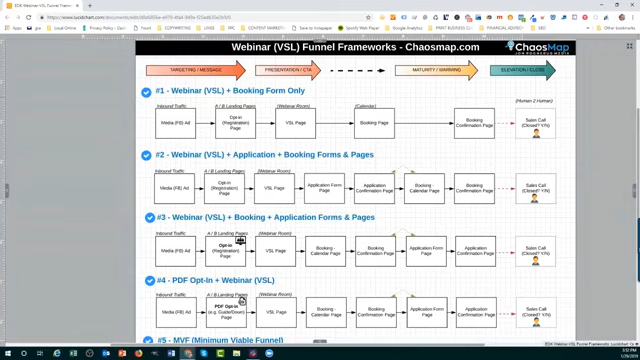 Webinar (VSL) Funnel Frameworks - Chaosmap.com
ChaosMap
TARGETING / MESSAGE
PRESENTATION / CTA
MATURITY / WARMING
ELEVATION / CLOSE
#1 - Webinar (VSL) + Booking Form Only
(Human 2 Human)
Inbound Traffic
A / B Landing Pages
(Webinar Room)
(Calendar)
Media (FB) Ad
Opt-in (Registration) Page
VSL Page
Booking Page
Booking Confirmation Page
Sales Call (Closed? Y/N)
#2 - Webinar (VSL) + Application + Booking Forms & Pages
Inbound Traffic
A / B Landing Pages
(Webinar Room)
Media (FB) Ad
Opt-in (Registration) Page
VSL Page
Application Form Page
Application Confirmation Page
Booking - Calendar Page
Booking Confirmation Page
Sales Call (Closed? Y/N)
#3 - Webinar (VSL) + Booking + Application Forms & Pages
Inbound Traffic
A / B Landing Pages
(Webinar Room)
Media (FB) Ad
Opt-in (Registration) Page
VSL Page
Booking - Calendar Page
Booking Confirmation Page
Application Form Page
Application Confirmation Page
Sales Call (Closed? Y/N)
#4 - PDF Opt-In + Webinar (VSL)
Inbound Traffic
A / B Landing Pages
(Webinar Room)
Media (FB) Ad
PDF Opt-in (e.g. Guide/Doom) Page
VSL Page
Booking - Calendar Page
Booking Confirmation Page
Application Form Page
Application Confirmation Page
Sales Call (Closed? Y/N)
#5 - MVF (Minimum Viable Funnel)